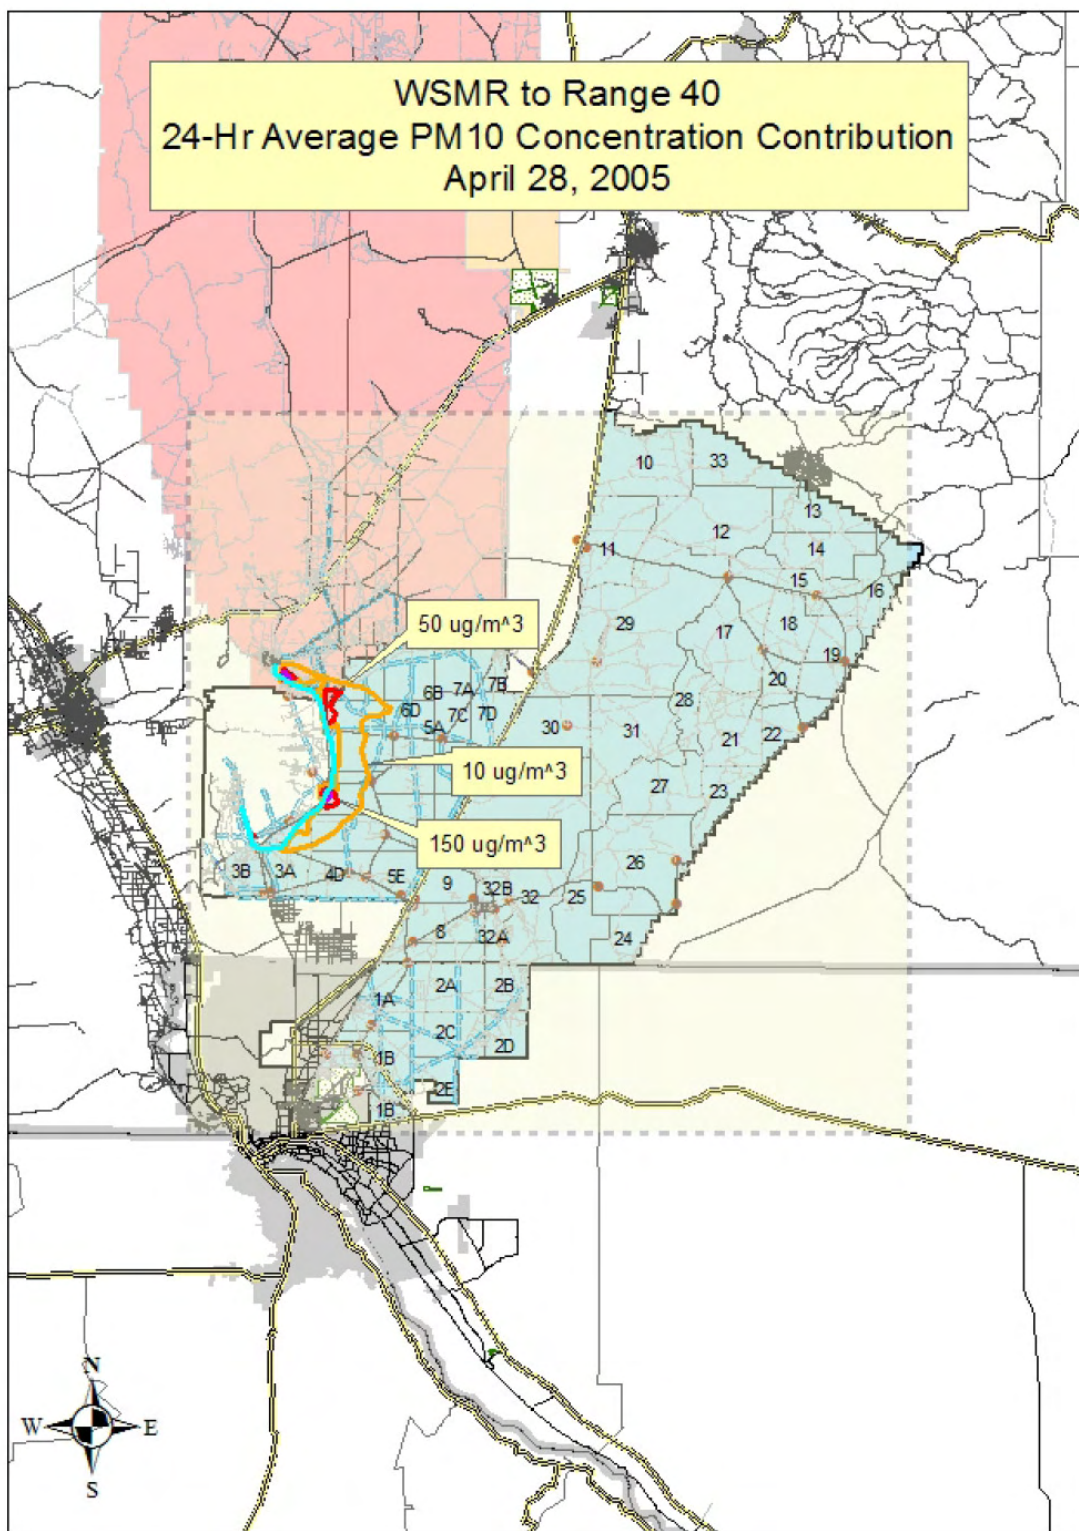 WSMR to Range 40
24-Hr Average PM10 Concentration Contribution
April 28, 2005
10
33
13
12
11
14
15
16
29
17
18
50 ug/m^3
19
6B
7A
7B
20
28
6D
7C
7D
5A
30
31
21
22
10 ug/m^3
27
23
150 ug/m^3
26
3B
3A
4D
5E
9
32B
32
25
8
32A
24
2A
2B
1A
2C
2D
1B
2E
1B
N
W
E
S